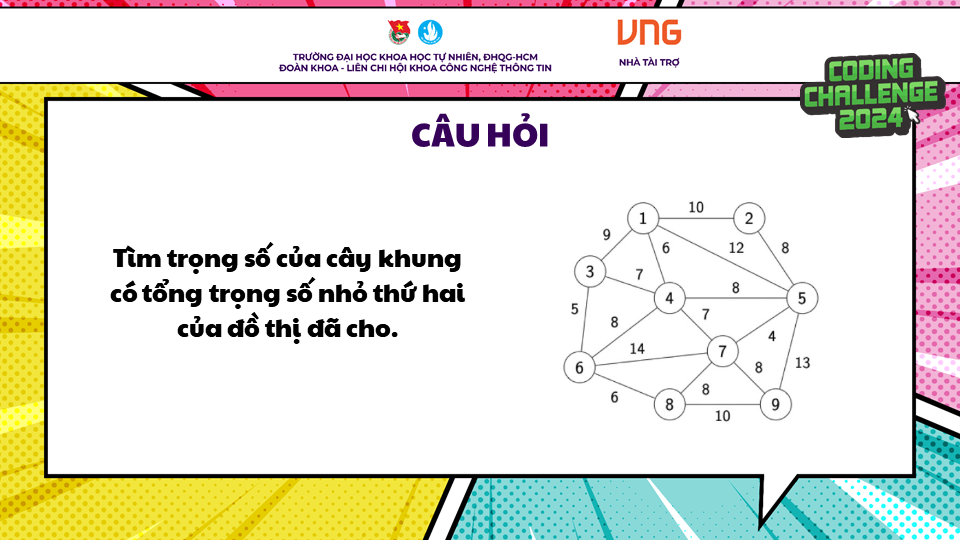 TRƯỜNG ĐẠI HỌC KHOA HỌC TỰ NHIÊN, ĐHQG-HCM
ĐOÀN KHOA - LIÊN CHI HỘI KHOA CÔNG NGHỆ THÔNG TIN
VNG
NHÀ TÀI TRỢ
CODING
CHALLENGE
2024
CÂU HỎI
Tìm trọng số của cây khung
có tổng trọng số nhỏ thứ hai
của đồ thị đã cho.
1 10 2
9 6 12 8
3 7
4 8 5
5 8 7
14 7 4
6 8 13
6 8
8 10 9